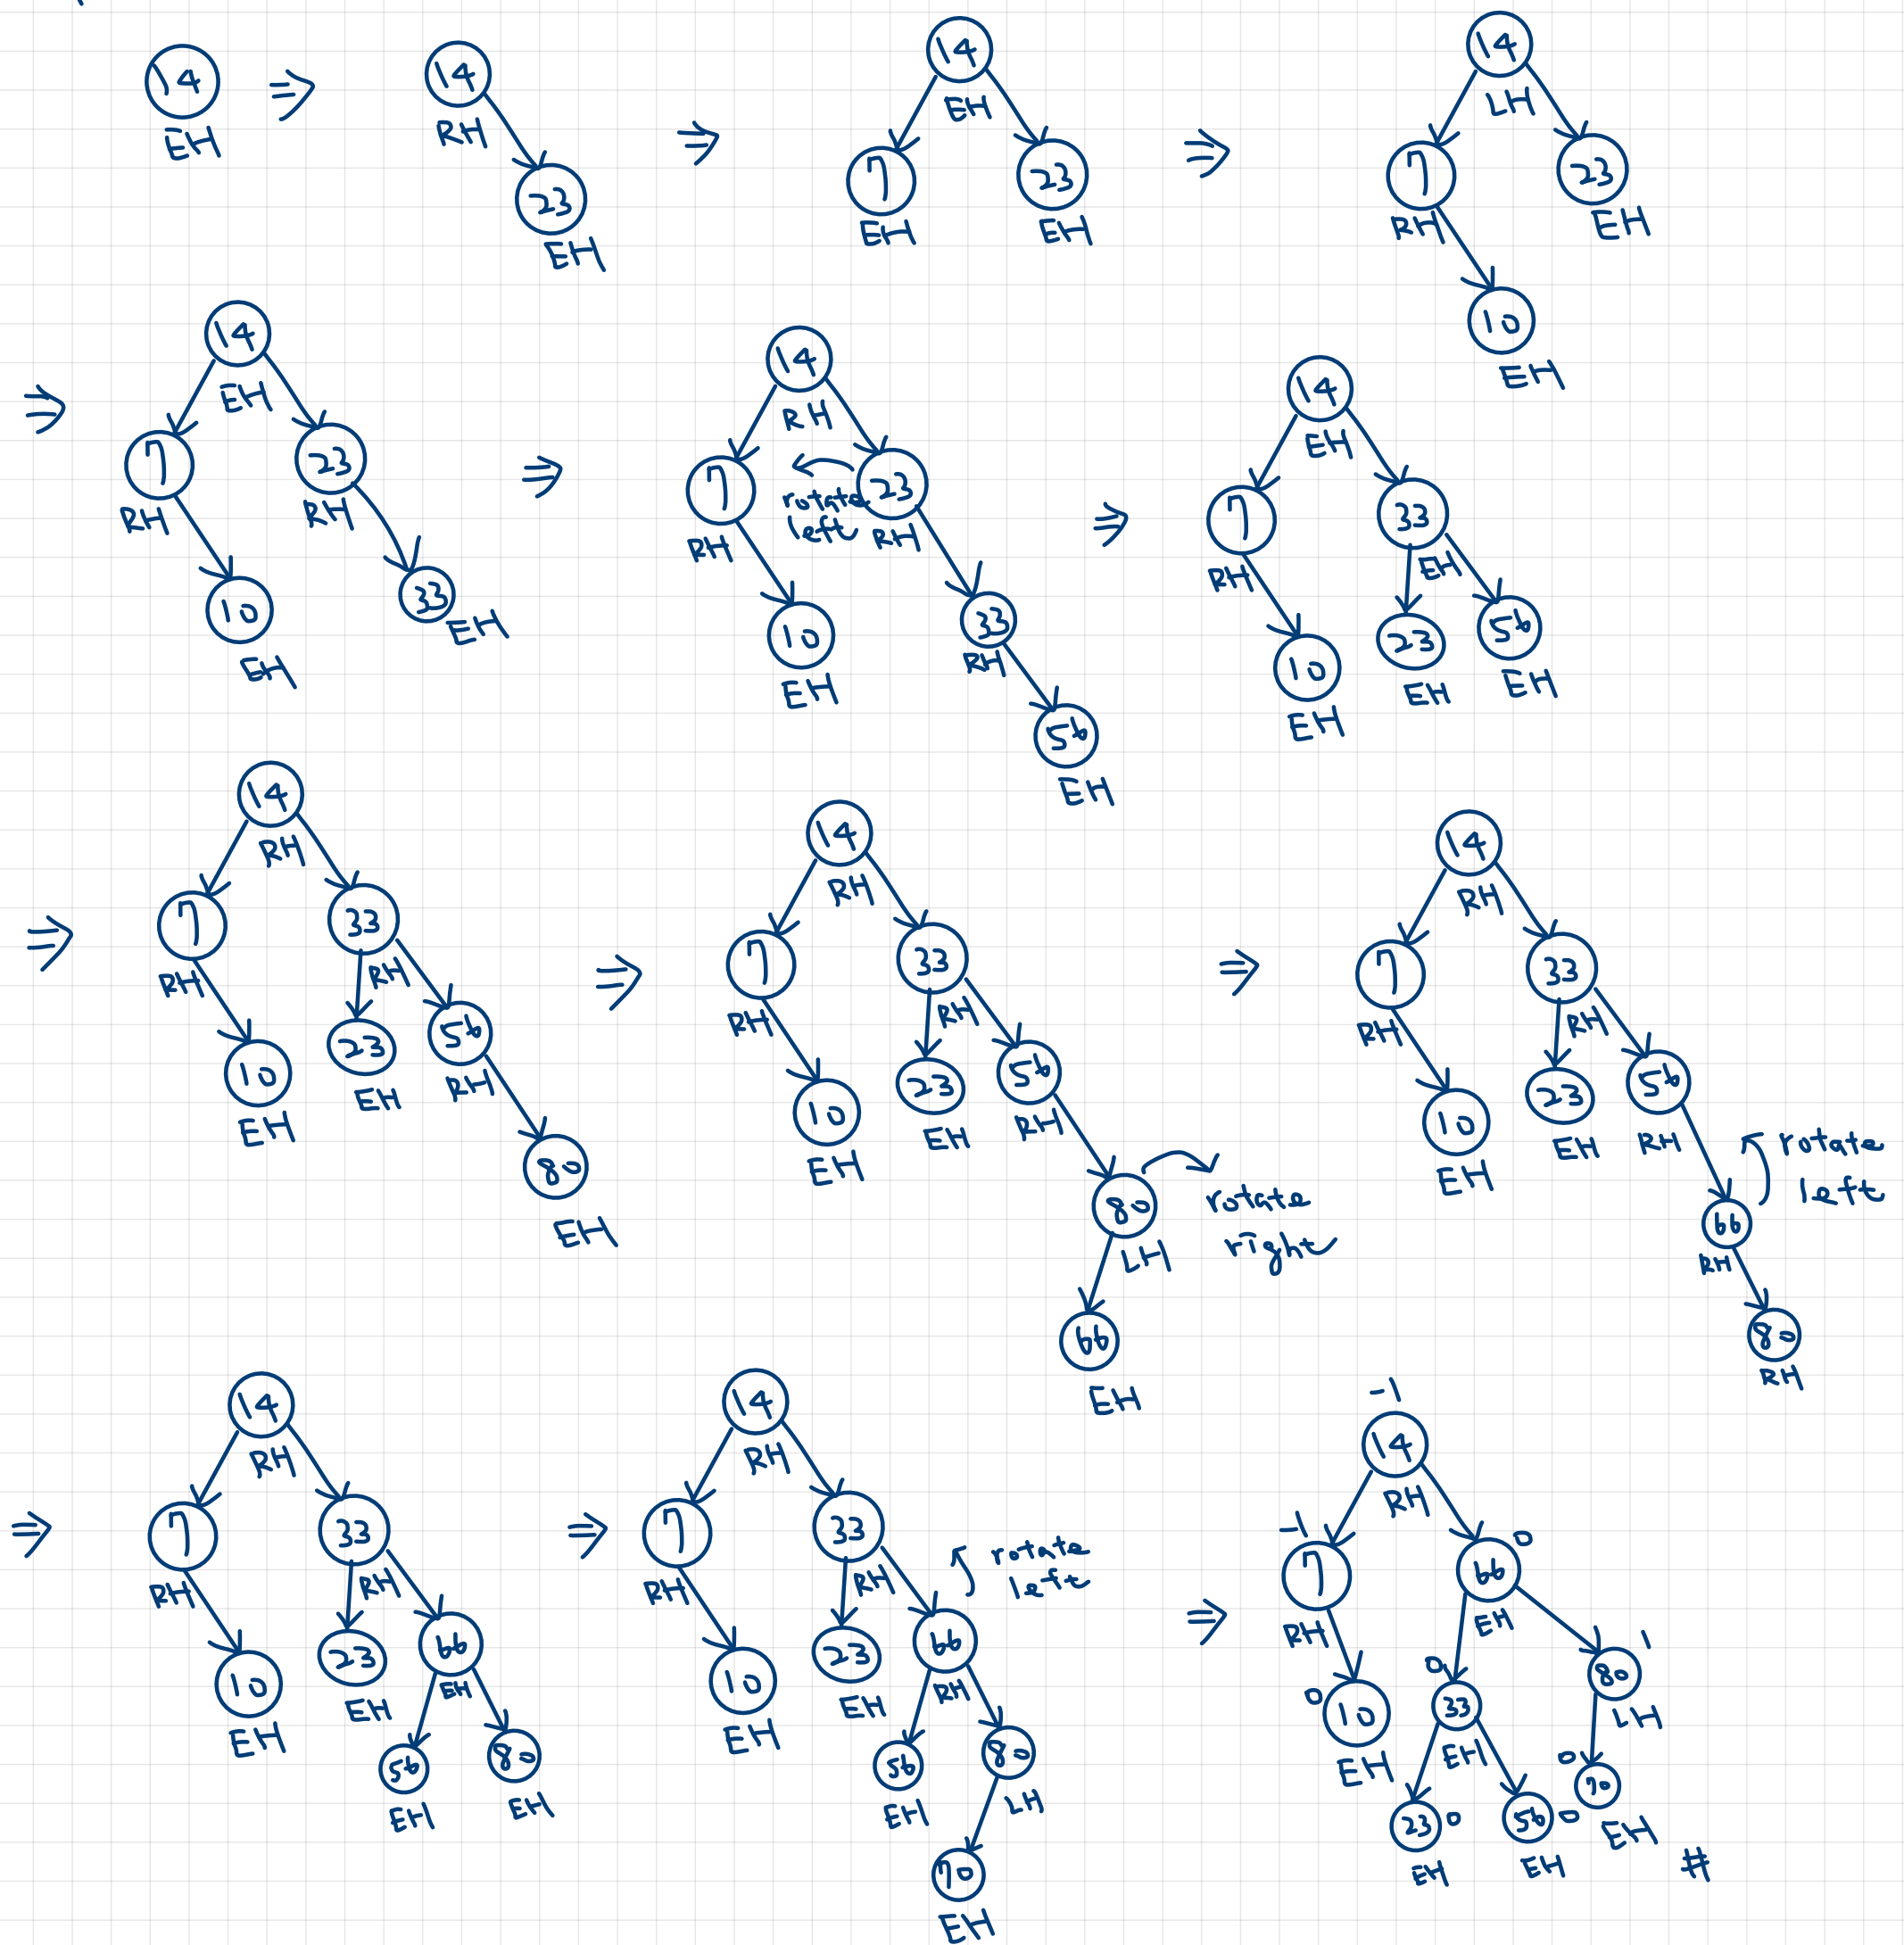 14 ⇒ 14 14 14
EH RH EH LH
23 ⇒ 7 23 ⇒ 7 23
EH EH EH RH EH
10
EH
14 14 14
⇒ EH RH EH
7 23 ⇒ 7 rotate left 23 ⇒ 7 33
RH RH RH RH RH EH
10 33 10 33 10 23 56
EH EH EH RH EH EH EH
56
EH
14 14 14
RH RH RH
⇒ 7 33 ⇒ 7 33 ⇒ 7 33
RH RH RH RH RH RH
10 23 56 10 23 56 10 23 56
EH EH RH EH EH RH EH EH RH
80 80 rotate right 66 rotate left
EH LH RH
66 80
EH RH
14 14 -1 14
RH RH RH
⇒ 7 33 ⇒ 7 33 rotate left ⇒ -1 7 66 0
RH RH RH RH RH EH
10 23 66 10 23 66 0 10 0 33 80 1
EH EH EH EH EH RH EH EH LH
56 80 56 80 23 0 56 0 0 70
EH EH EH LH EH EH EH #
70
EH